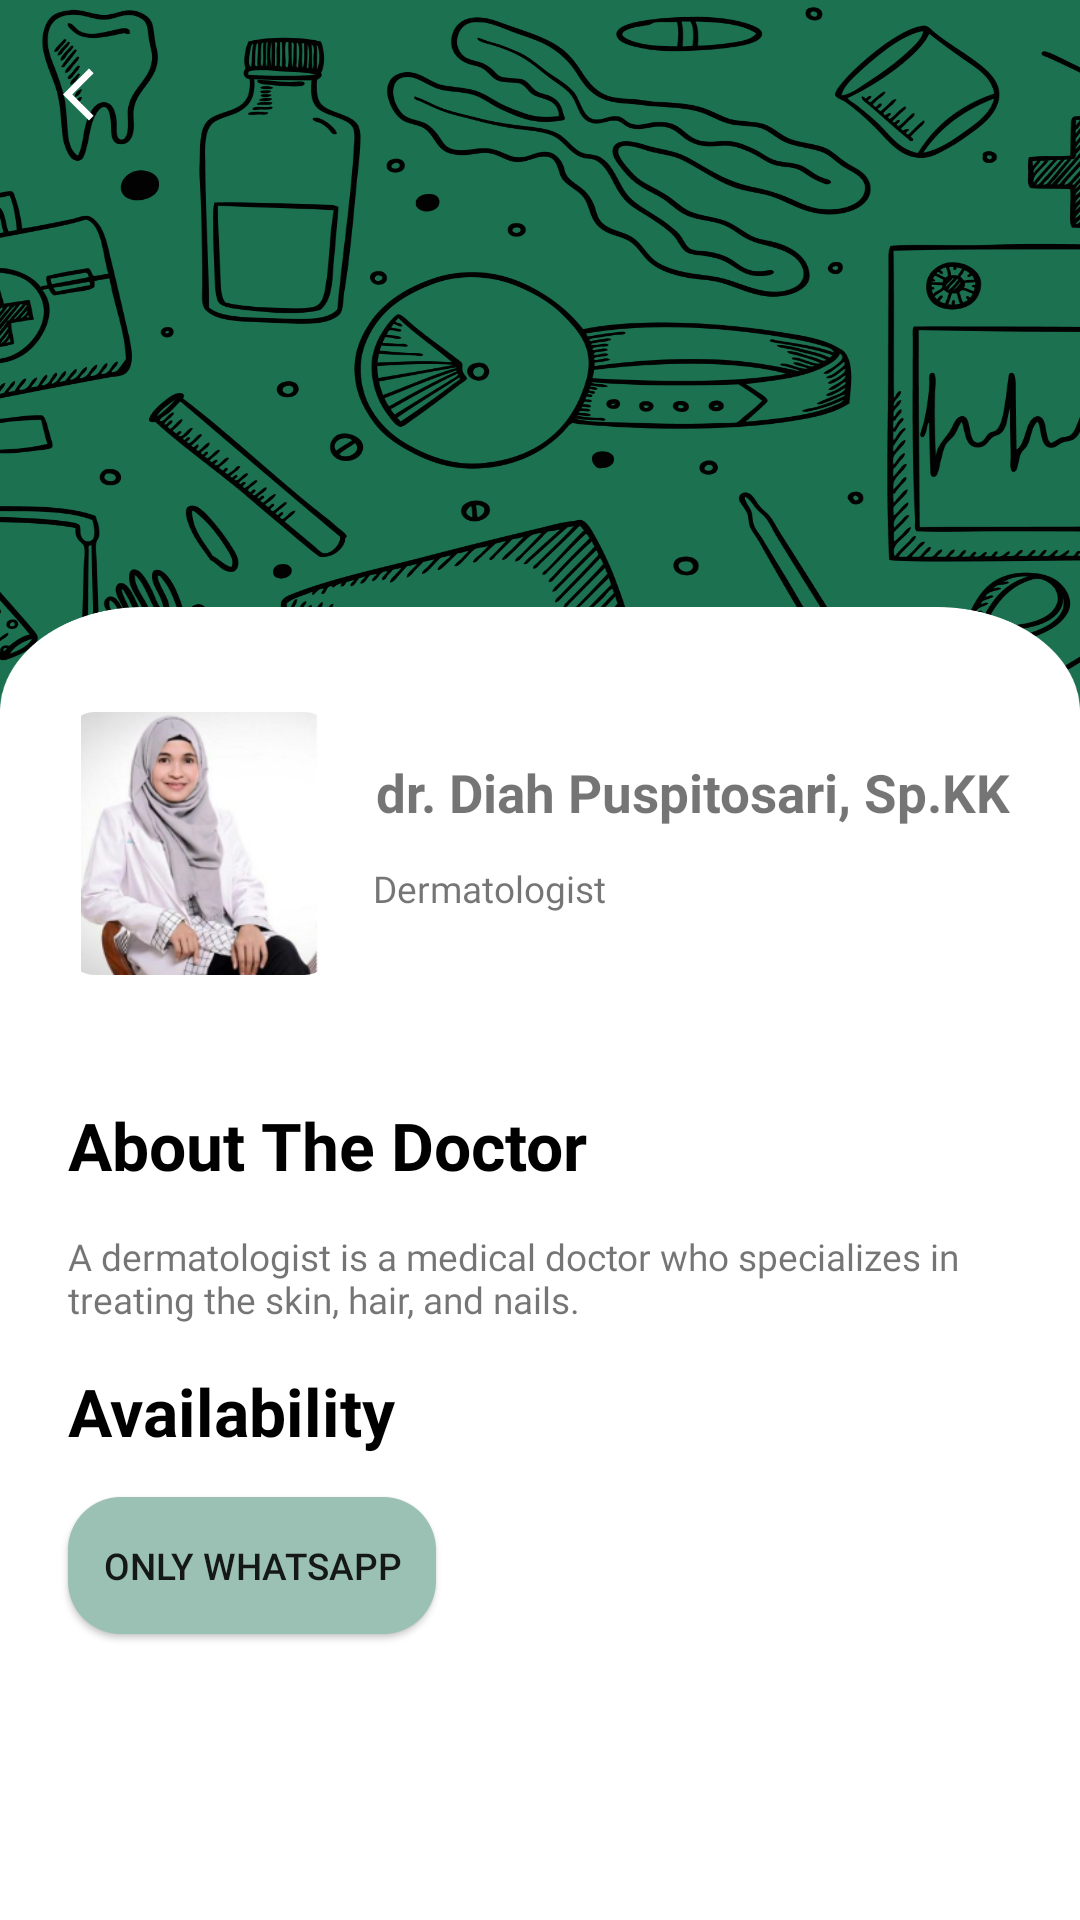 dr. Diah Puspitosari, Sp.KK
Dermatologist
About The Doctor
A dermatologist is a medical doctor who specializes in
treating the skin, hair, and nails.
Availability
ONLY WHATSAPP